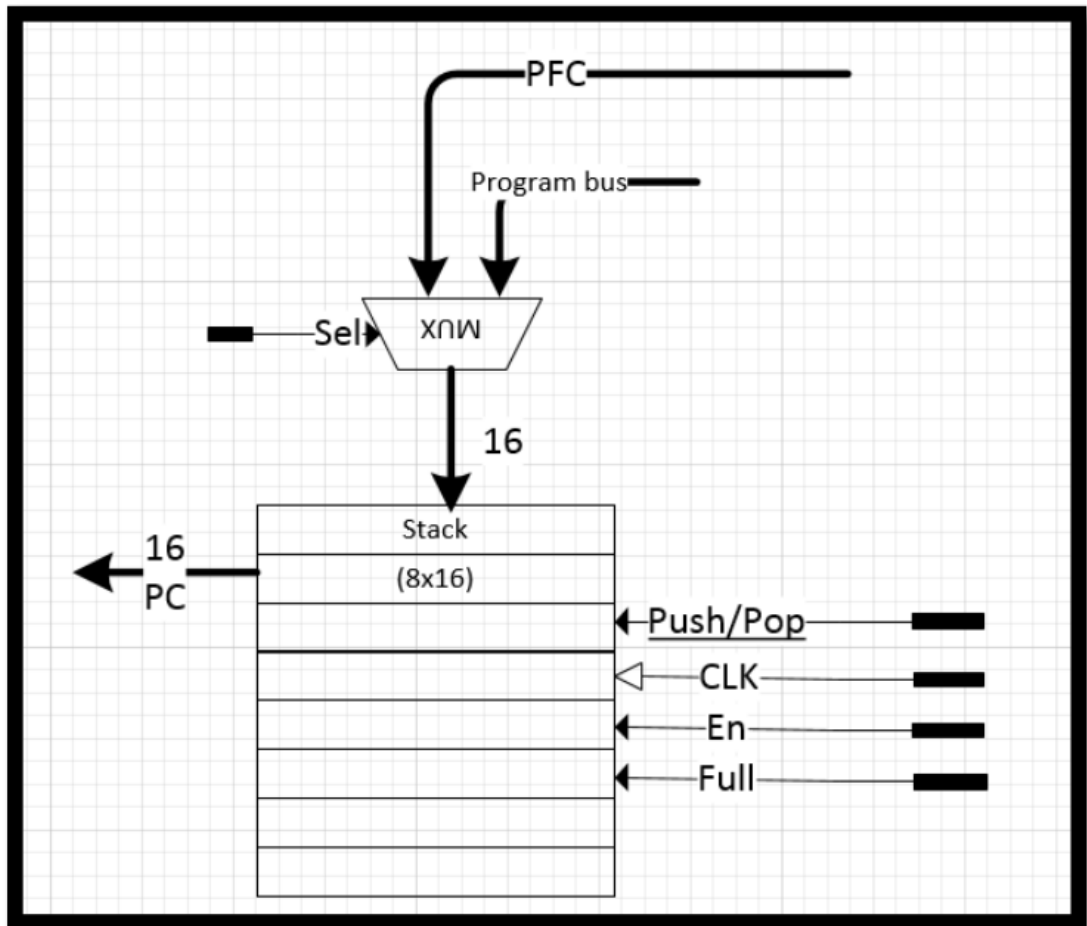 PFC
Program bus
Sel
MUX
16
Stack
(8x16)
16
PC
Push/Pop
CLK
En
Full